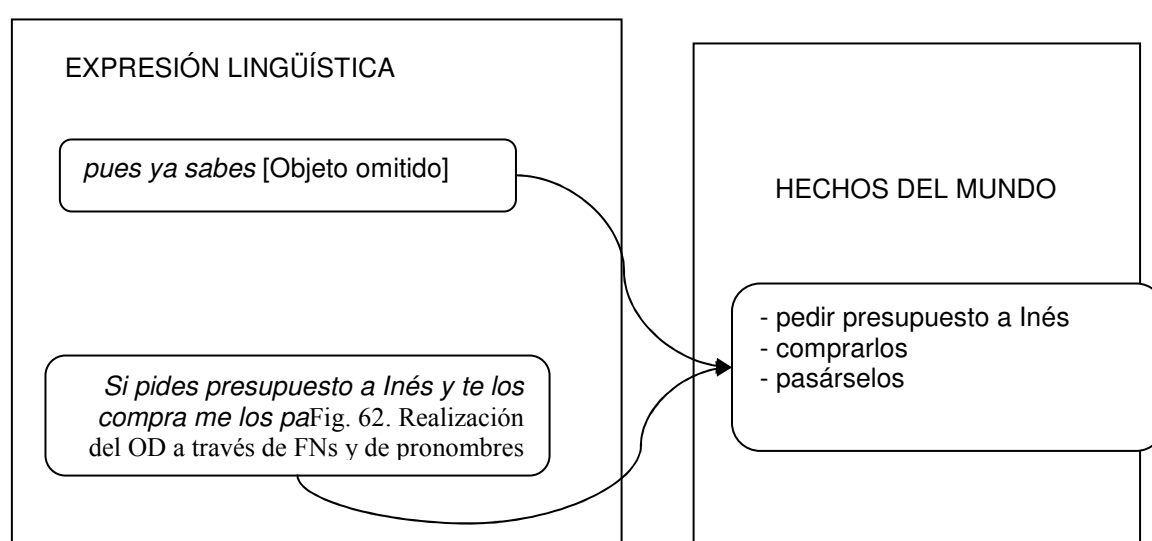 EXPRESIÓN LINGÜÍSTICA
pues ya sabes [Objeto omitido]
Si pides presupuesto a Inés y te los
compra me los paFig. 62. Realización
del OD a través de FNs y de pronombres
HECHOS DEL MUNDO
- pedir presupuesto a Inés
- comprarlos
- pasárselos